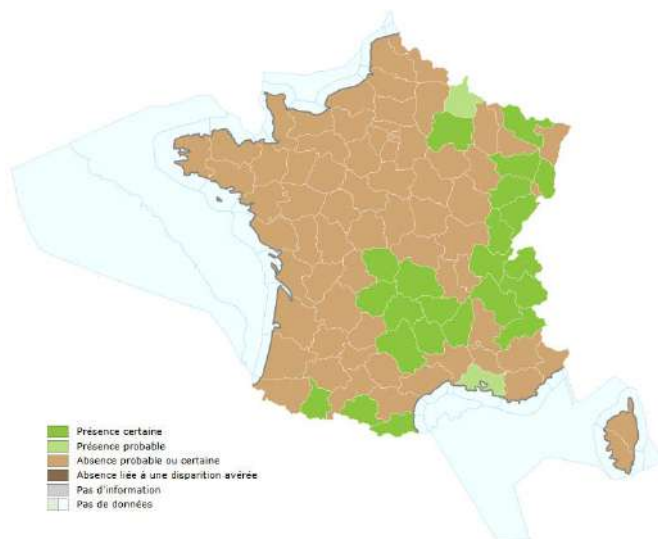 Présence certaine
Présence probable
Absence probable ou certaine
Absence liée à une disparition avérée
Pas d'information
Pas de données